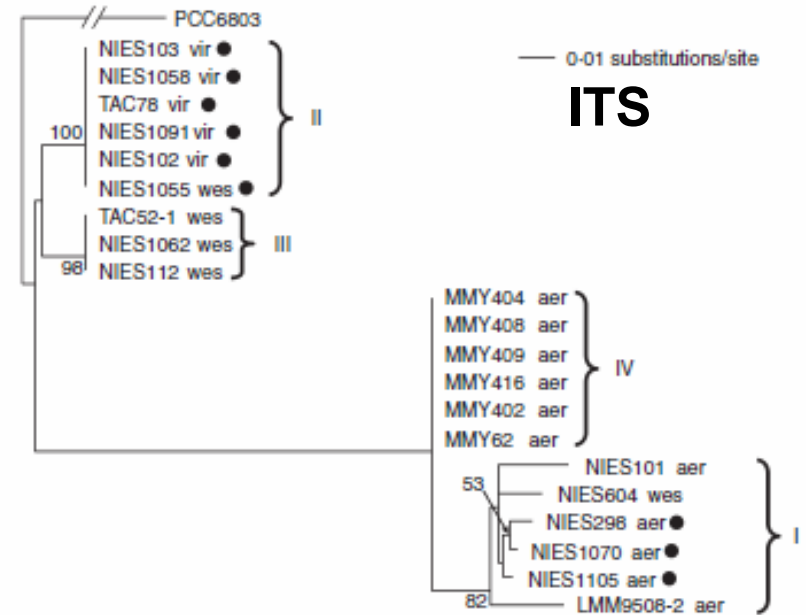 PCC6803
NIES103 vir ●
NIES1058 vir ●
TAC78 vir ●
NIES1091 vir ●
NIES102 vir ●
NIES1055 wes ●
100
II
0-01 substitutions/site
ITS
TAC52-1 wes
NIES1062 wes
NIES112 wes
98
III
MMY404 aer
MMY408 aer
MMY409 aer
MMY416 aer
MMY402 aer
MMY62 aer
IV
NIES101 aer
NIES604 wes
NIES298 aer ●
NIES1070 aer ●
NIES1105 aer ●
LMM9508-2 aer
53
82
I